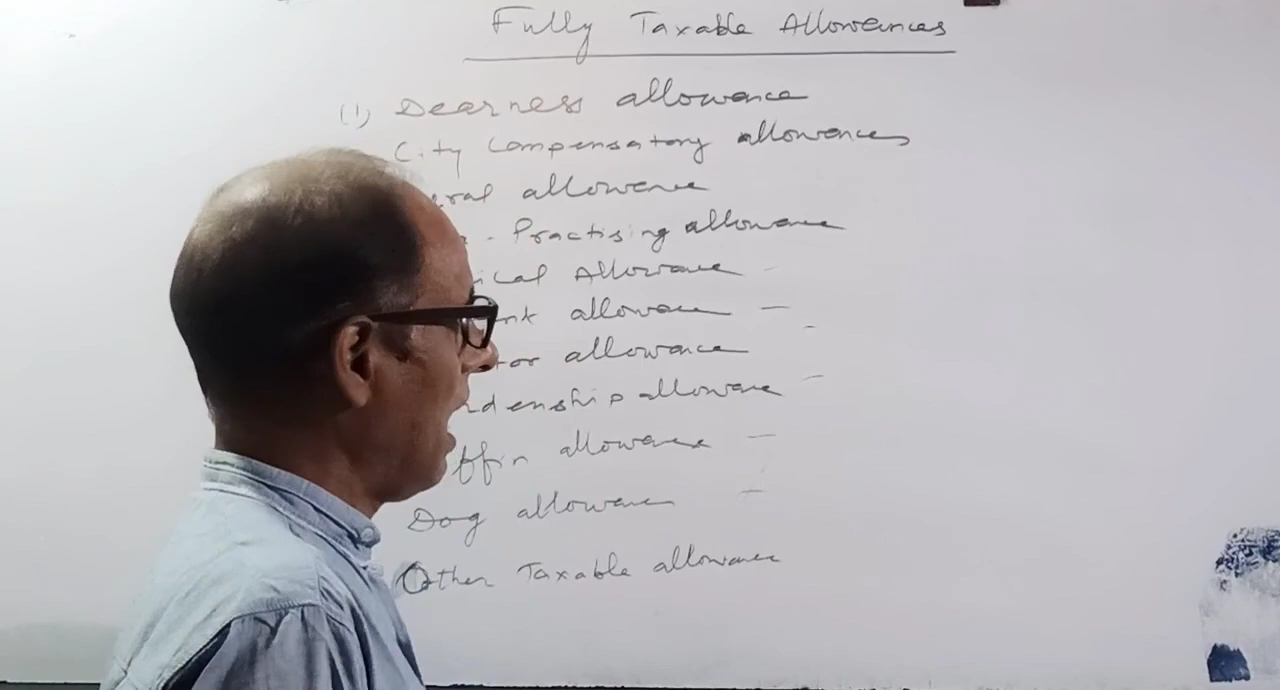 Fully Taxable Allowances
(1) Dearness allowance
City Compensatory allowances
allowance
Practising allowance
Allowance
allowance
allowance
allowance
allowance
Dog allowance
Other Taxable allowance